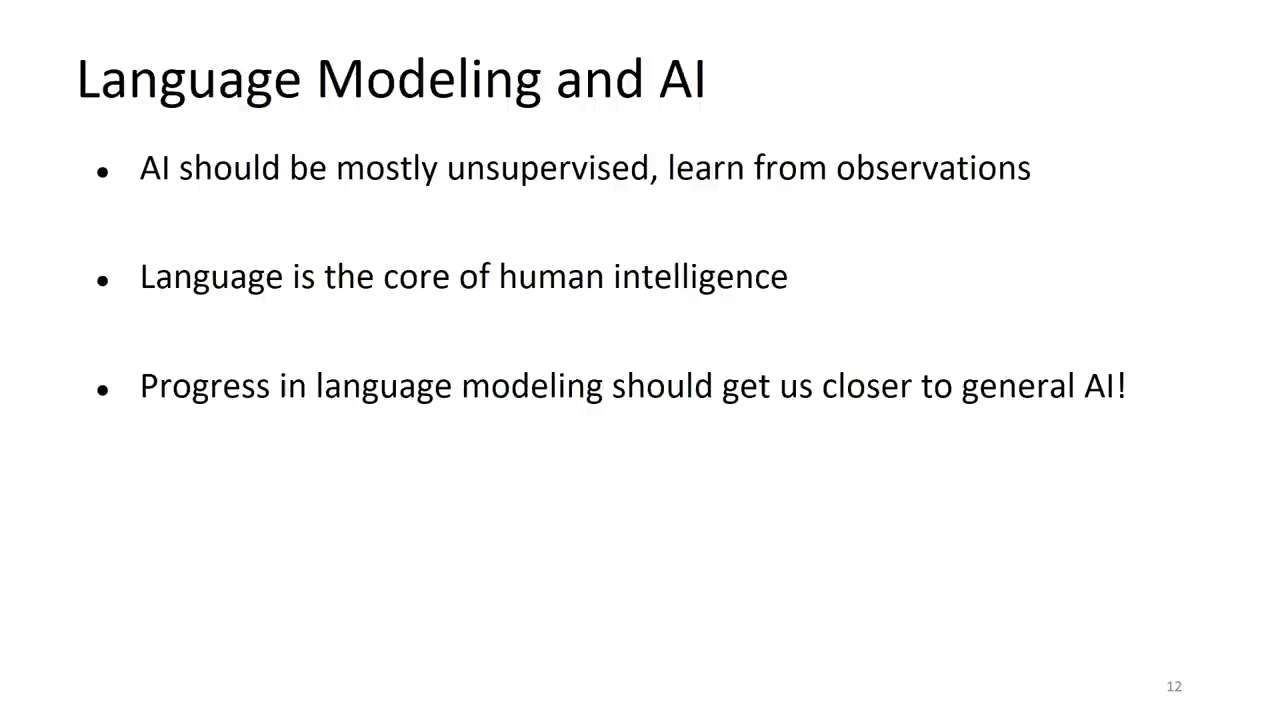 Language Modeling and AI
• AI should be mostly unsupervised, learn from observations
• Language is the core of human intelligence
• Progress in language modeling should get us closer to general AI!
12